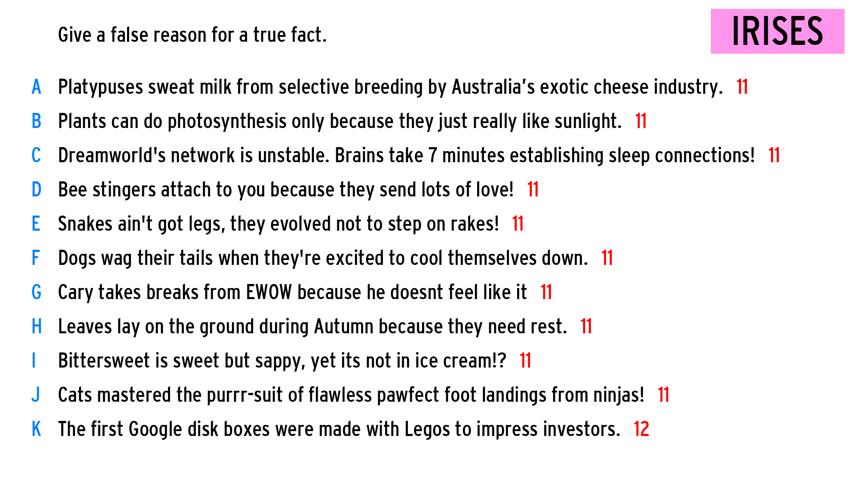 Give a false reason for a true fact.
IRISES
A Platypuses sweat milk from selective breeding by Australia's exotic cheese industry. 11
B Plants can do photosynthesis only because they just really like sunlight. 11
C Dreamworld's network is unstable. Brains take 7 minutes establishing sleep connections! 11
D Bee stingers attach to you because they send lots of love! 11
E Snakes ain't got legs, they evolved not to step on rakes! 11
F Dogs wag their tails when they're excited to cool themselves down. 11
G Cary takes breaks from EWOW because he doesnt feel like it 11
H Leaves lay on the ground during Autumn because they need rest. 11
I Bittersweet is sweet but sappy, yet its not in ice cream!? 11
J Cats mastered the purrr-suit of flawless pawfect foot landings from ninjas! 11
K The first Google disk boxes were made with Legos to impress investors. 12